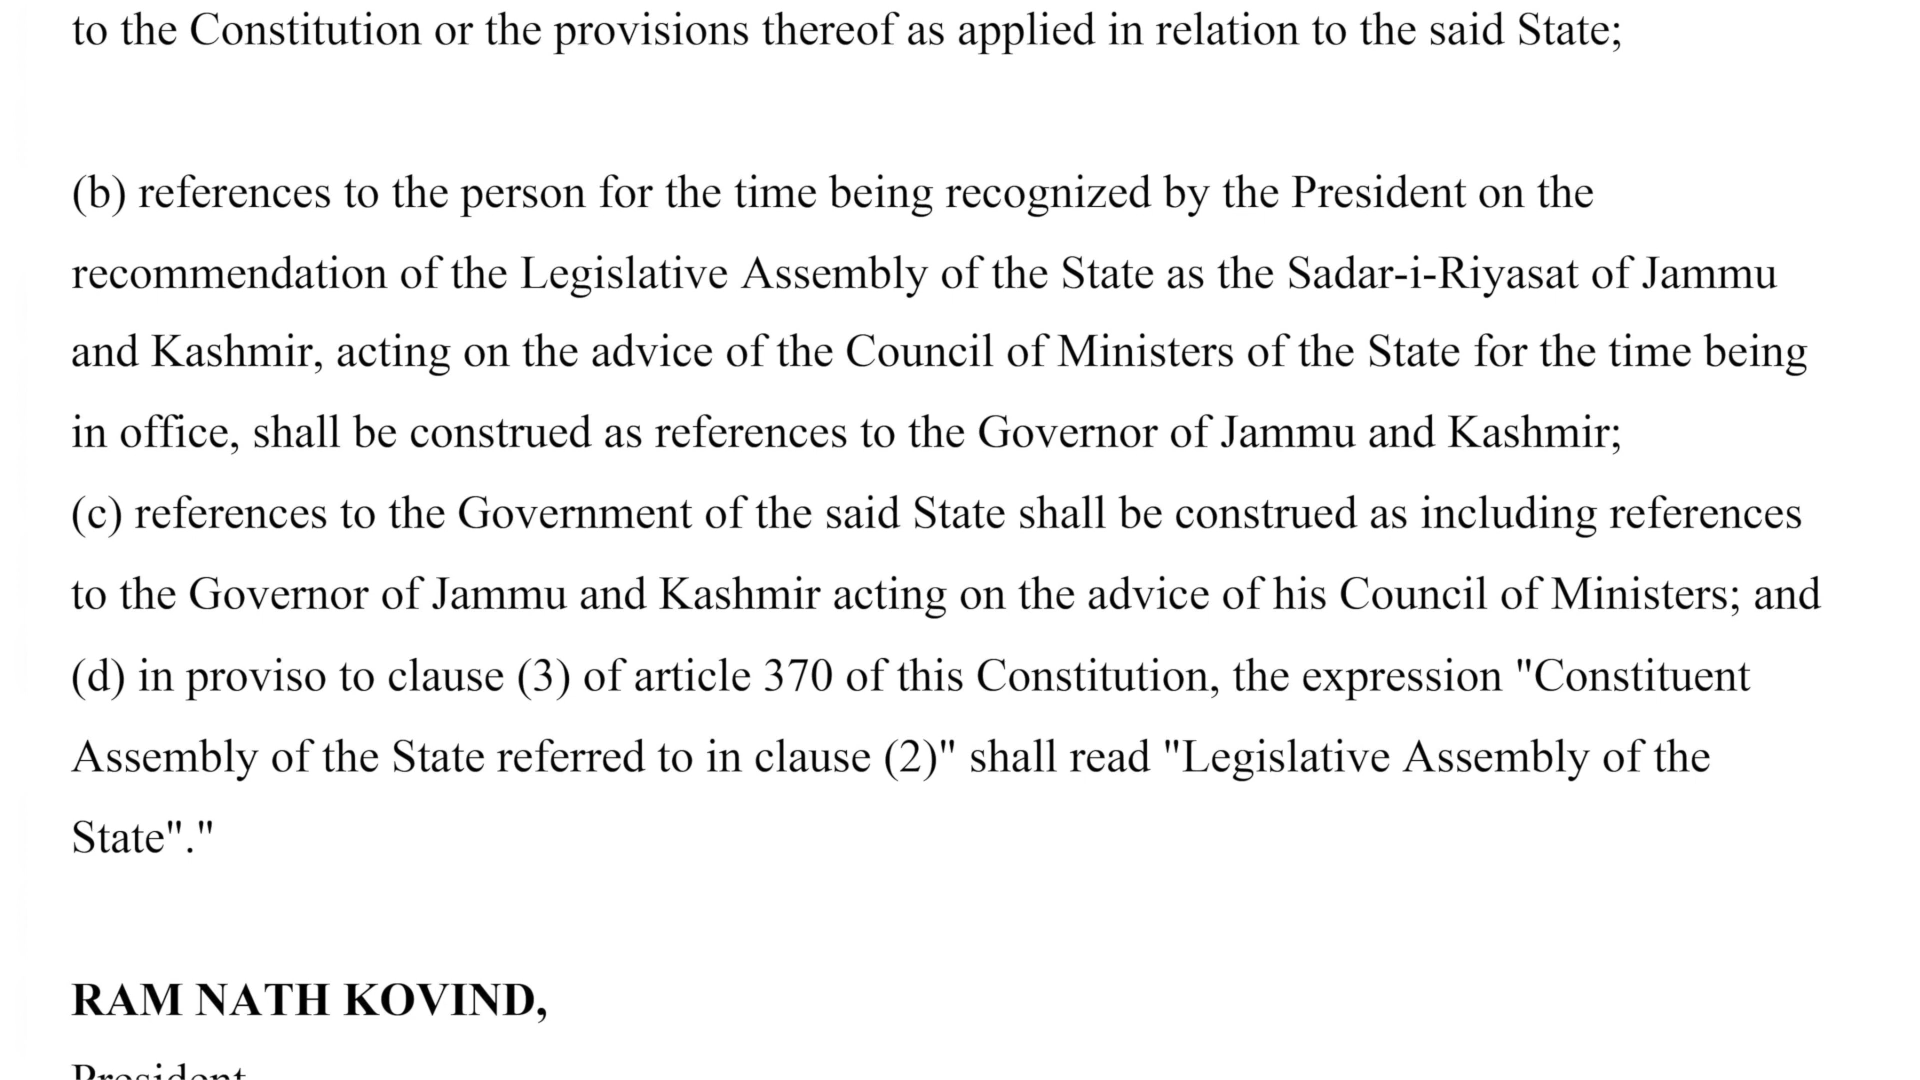 to the Constitution or the provisions thereof as applied in relation to the said State;
(b) references to the person for the time being recognized by the President on the
recommendation of the Legislative Assembly of the State as the Sadar-i-Riyasat of Jammu
and Kashmir, acting on the advice of the Council of Ministers of the State for the time being
in office, shall be construed as references to the Governor of Jammu and Kashmir;
(c) references to the Government of the said State shall be construed as including references
to the Governor of Jammu and Kashmir acting on the advice of his Council of Ministers; and
(d) in proviso to clause (3) of article 370 of this Constitution, the expression "Constituent
Assembly of the State referred to in clause (2)" shall read "Legislative Assembly of the
State"."
RAM NATH KOVIND,
President